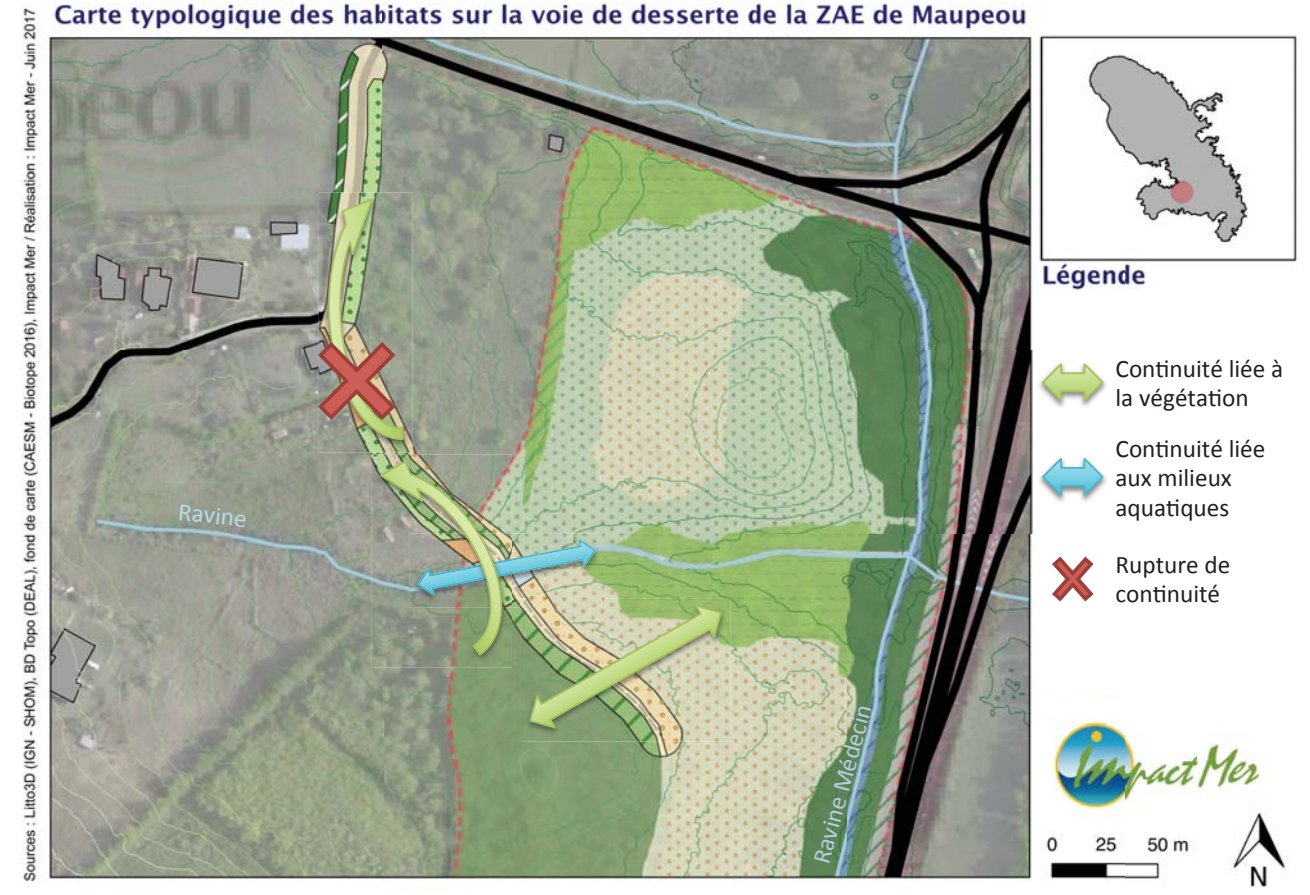 Carte typologique des habitats sur la voie de desserte de la ZAE de Maupeou
Sources : Litto3D (IGN - SHOM), BD Topo (DEAL), fond de carte (CAESM - Biotope 2016), Impact Mer / Réalisation : Impact Mer - Juin 2017
peou
Ravine
Ravine Médecin
Légende
Continuité liée à
la végétation
Continuité liée
aux milieux
aquatiques
Rupture de
continuité
Impact Mer
0 25 50 m
N